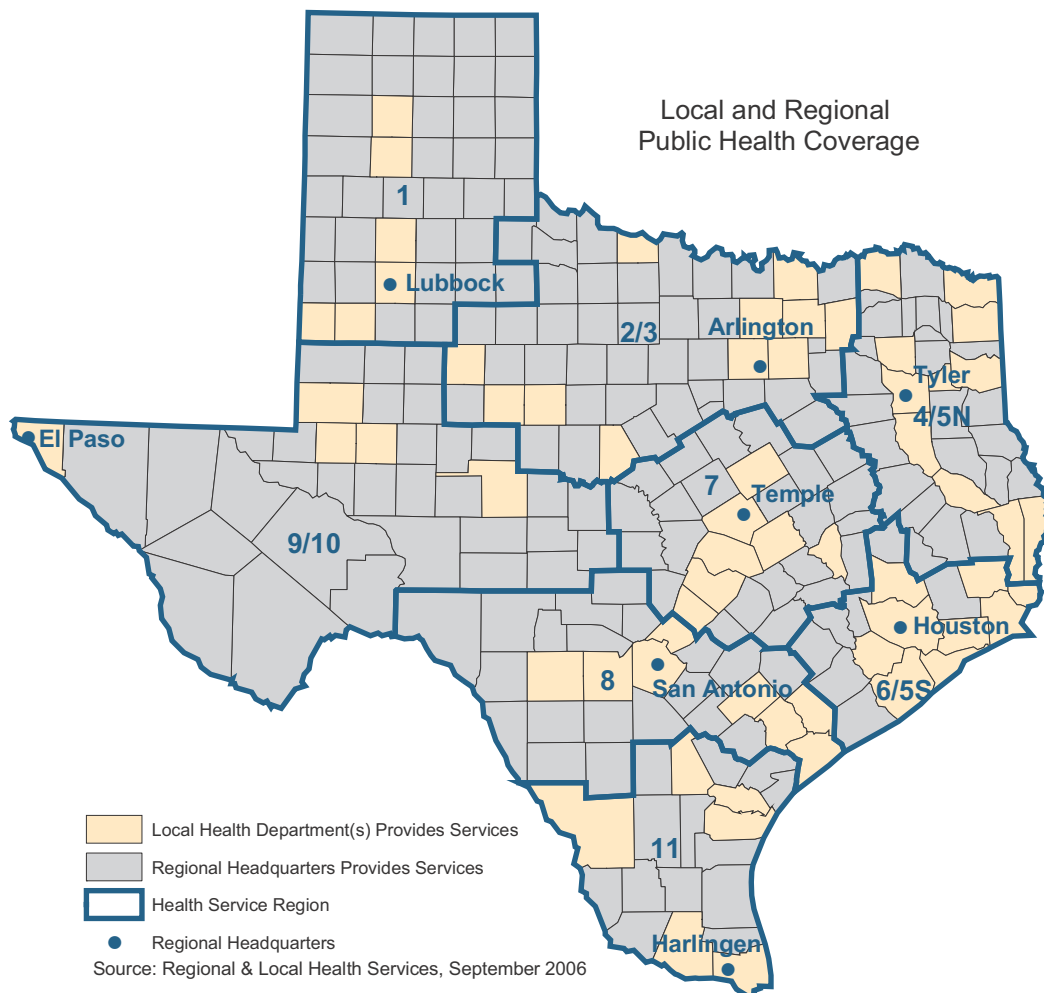 Local and Regional
Public Health Coverage
1
Lubbock
2/3
Arlington
Tyler
4/5N
El Paso
7
Temple
9/10
Houston
8
San Antonio
6/5S
11
Harlingen
Local Health Department(s) Provides Services
Regional Headquarters Provides Services
Health Service Region
Regional Headquarters
Source: Regional & Local Health Services, September 2006